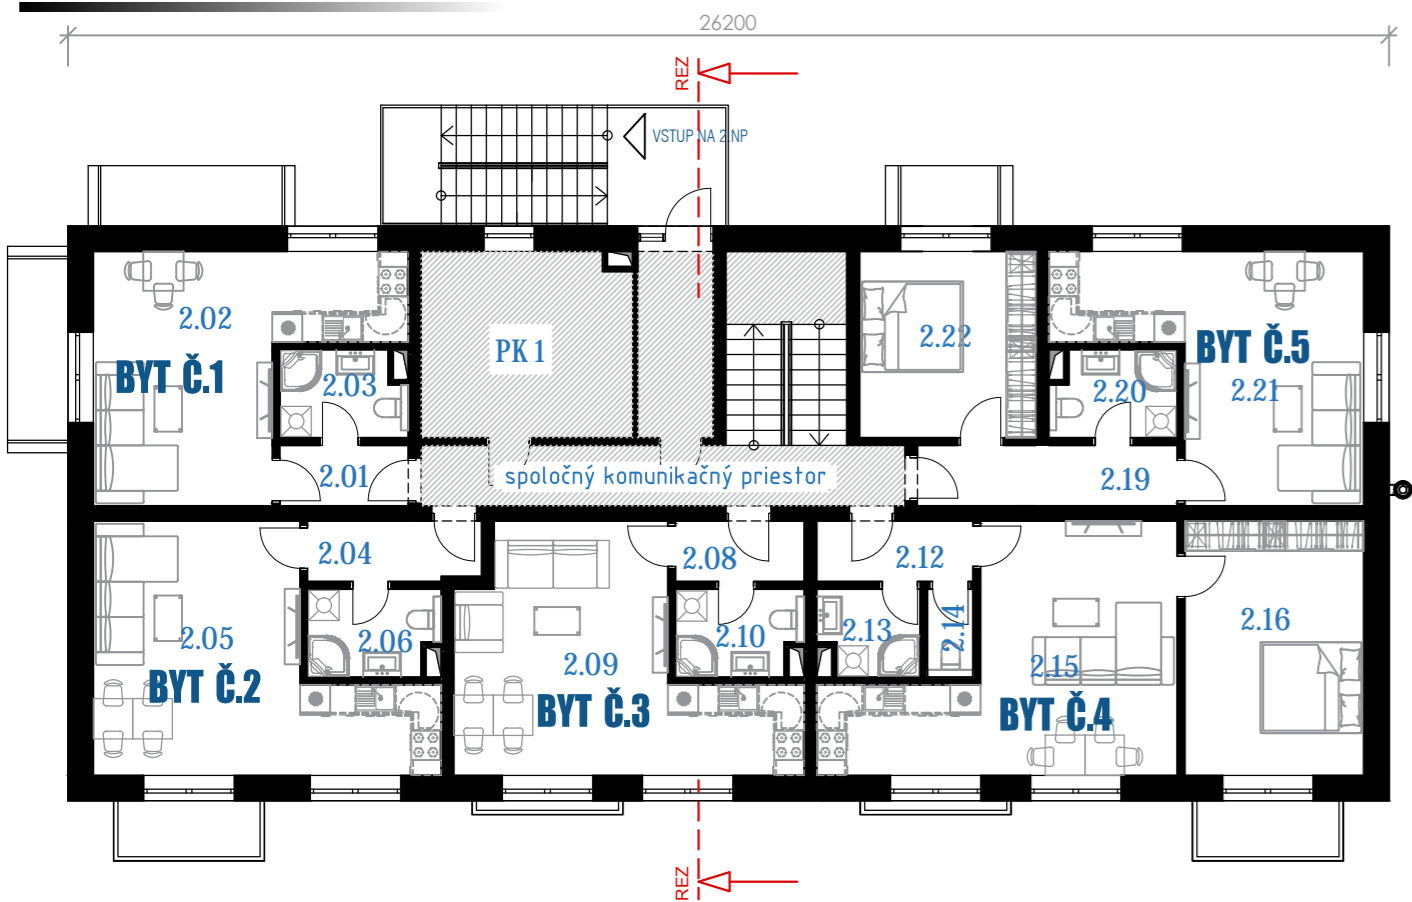 26200
REZ
VSTUP NA 2.NP
2.02
BYT Č.1
2.03
2.01
PK 1
spoločný komunikačný priestor
2.22
2.20
BYT Č.5
2.21
2.19
2.04
2.05
2.06
BYT Č.2
2.08
2.09
2.10
BYT Č.3
2.12
2.13
2.14
2.15
BYT Č.4
2.16
REZ